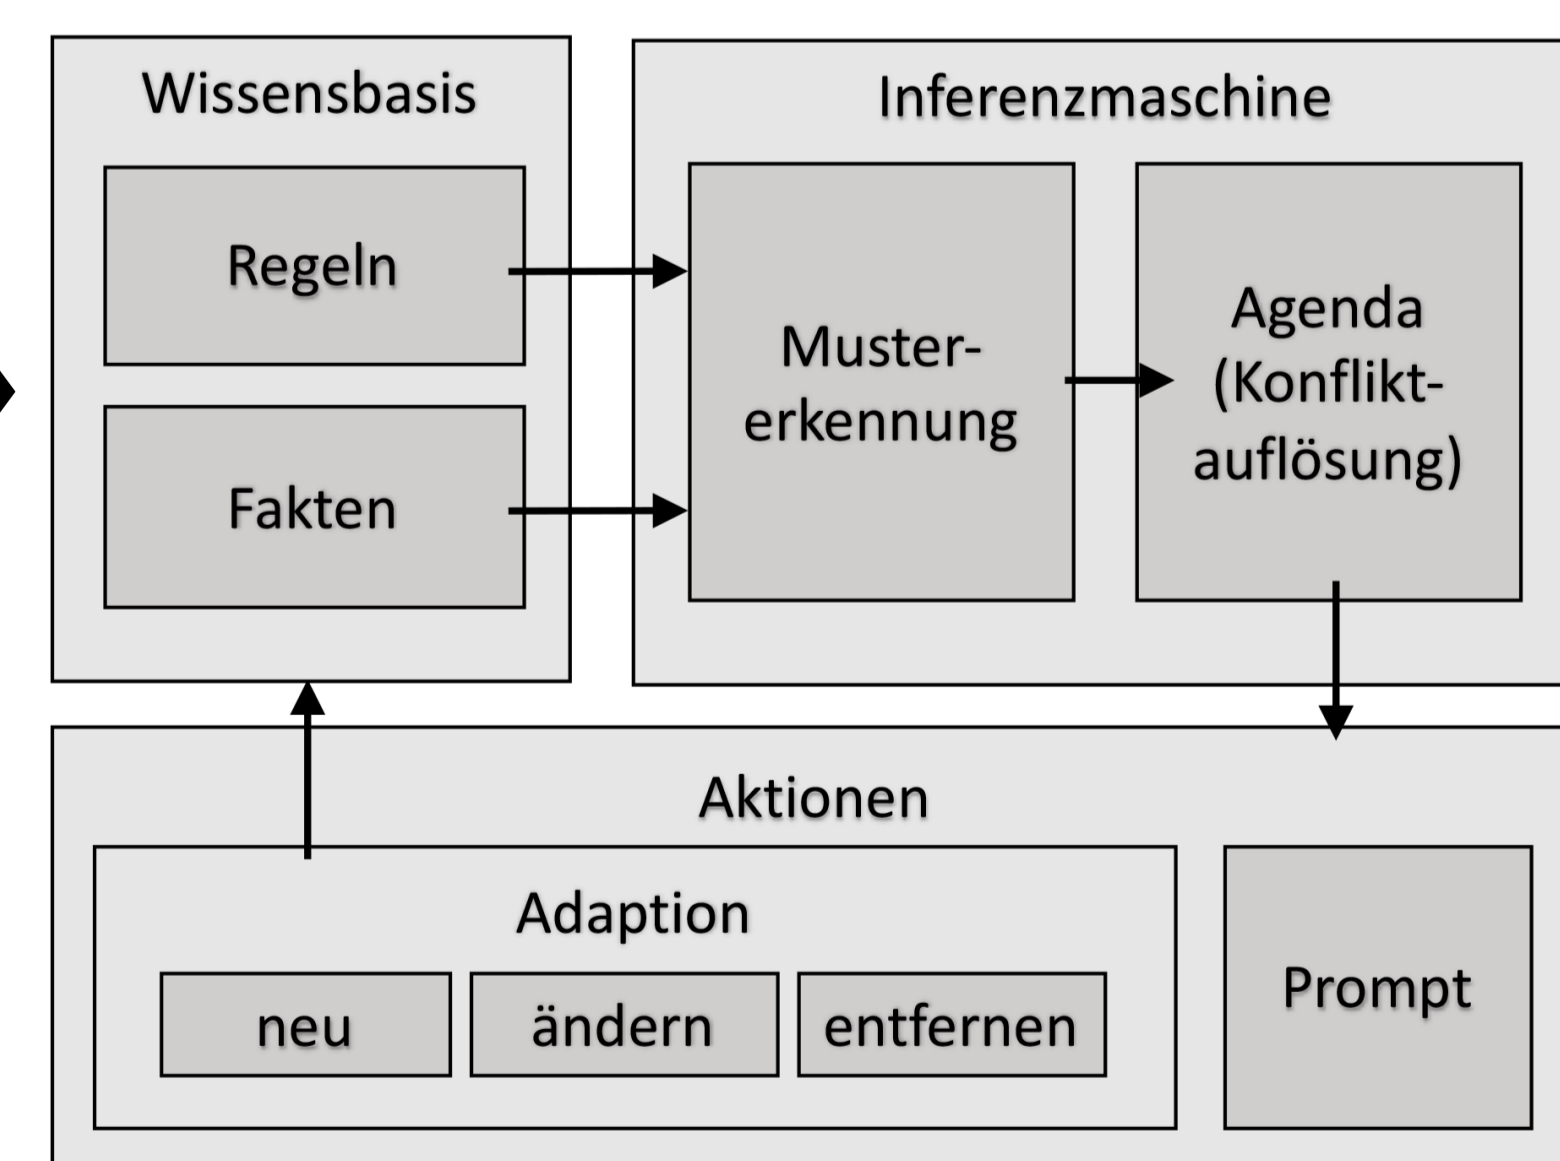 Wissensbasis
Regeln
Fakten
Inferenzmaschine
Muster-
erkennung
Agenda
(Konflikt-
auflösung)
Aktionen
Adaption
neu
ändern
entfernen
Prompt